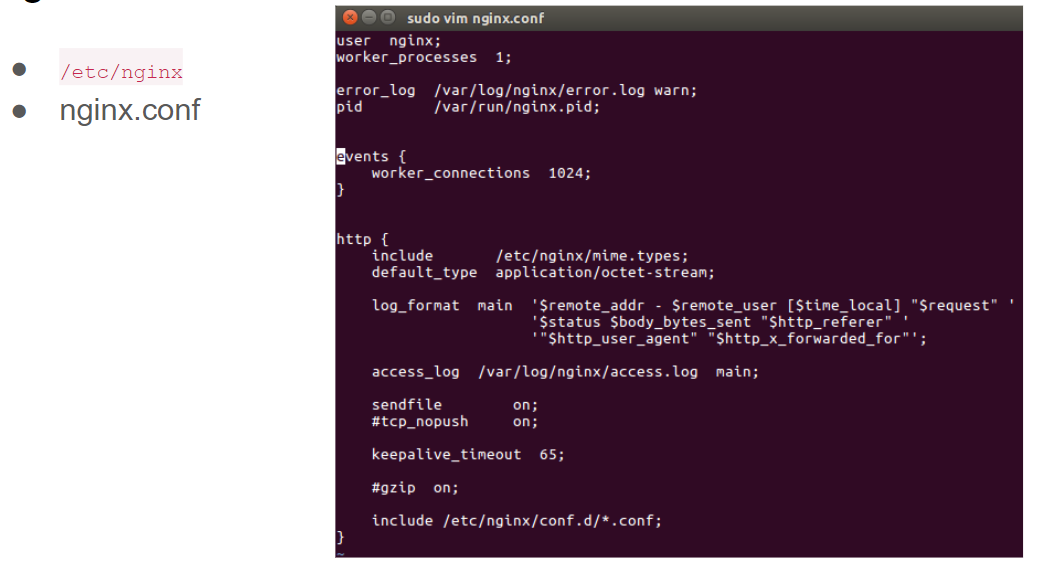 /etc/nginx
nginx.conf
sudo vim nginx.conf
user  nginx;
worker_processes  1;

error_log  /var/log/nginx/error.log warn;
pid        /var/run/nginx.pid;


events {
    worker_connections  1024;
}


http {
    include       /etc/nginx/mime.types;
    default_type  application/octet-stream;

    log_format  main  '$remote_addr - $remote_user [$time_local] "$request" '
                      '$status $body_bytes_sent "$http_referer" '
                      '"$http_user_agent" "$http_x_forwarded_for"';

    access_log  /var/log/nginx/access.log  main;

    sendfile        on;
    #tcp_nopush     on;

    keepalive_timeout  65;

    #gzip  on;

    include /etc/nginx/conf.d/*.conf;
}
~